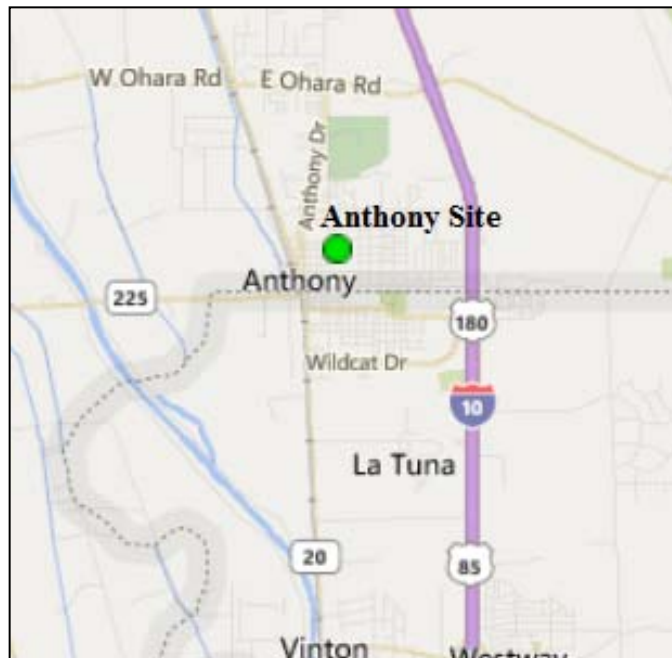 W Ohara Rd
E Ohara Rd
Anthony Dr
Anthony Site
Anthony
225
180
Wildcat Dr
10
La Tuna
20
85
Vinton
Westway